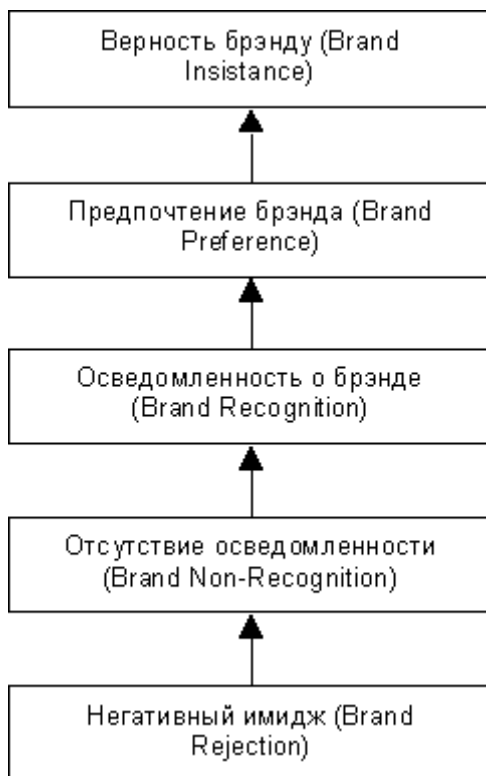 Верность брэнду (Brand
Insistance)
Предпочтение брэнда (Brand
Preference)
Осведомленность о брэнде
(Brand Recognition)
Отсутствие осведомленности
(Brand Non-Recognition)
Негативный имидж (Brand
Rejection)